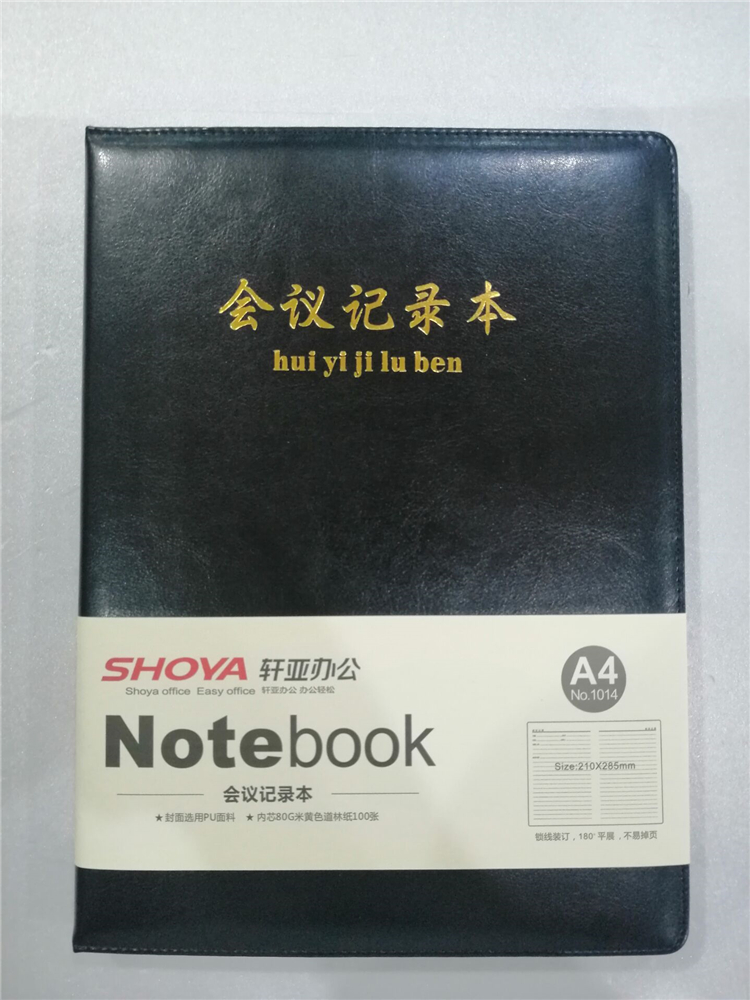 会议记录本
hui yi ji lu ben
SHOYA 轩亚办公
Shoya office Easy office 轩亚办公 办公轻松
Notebook
会议记录本
★封面选用PU面料 ★内芯80G米黄色道林纸100张
A4
No.1014
Size:210X285mm
锁线装订，180°平展，不易掉页